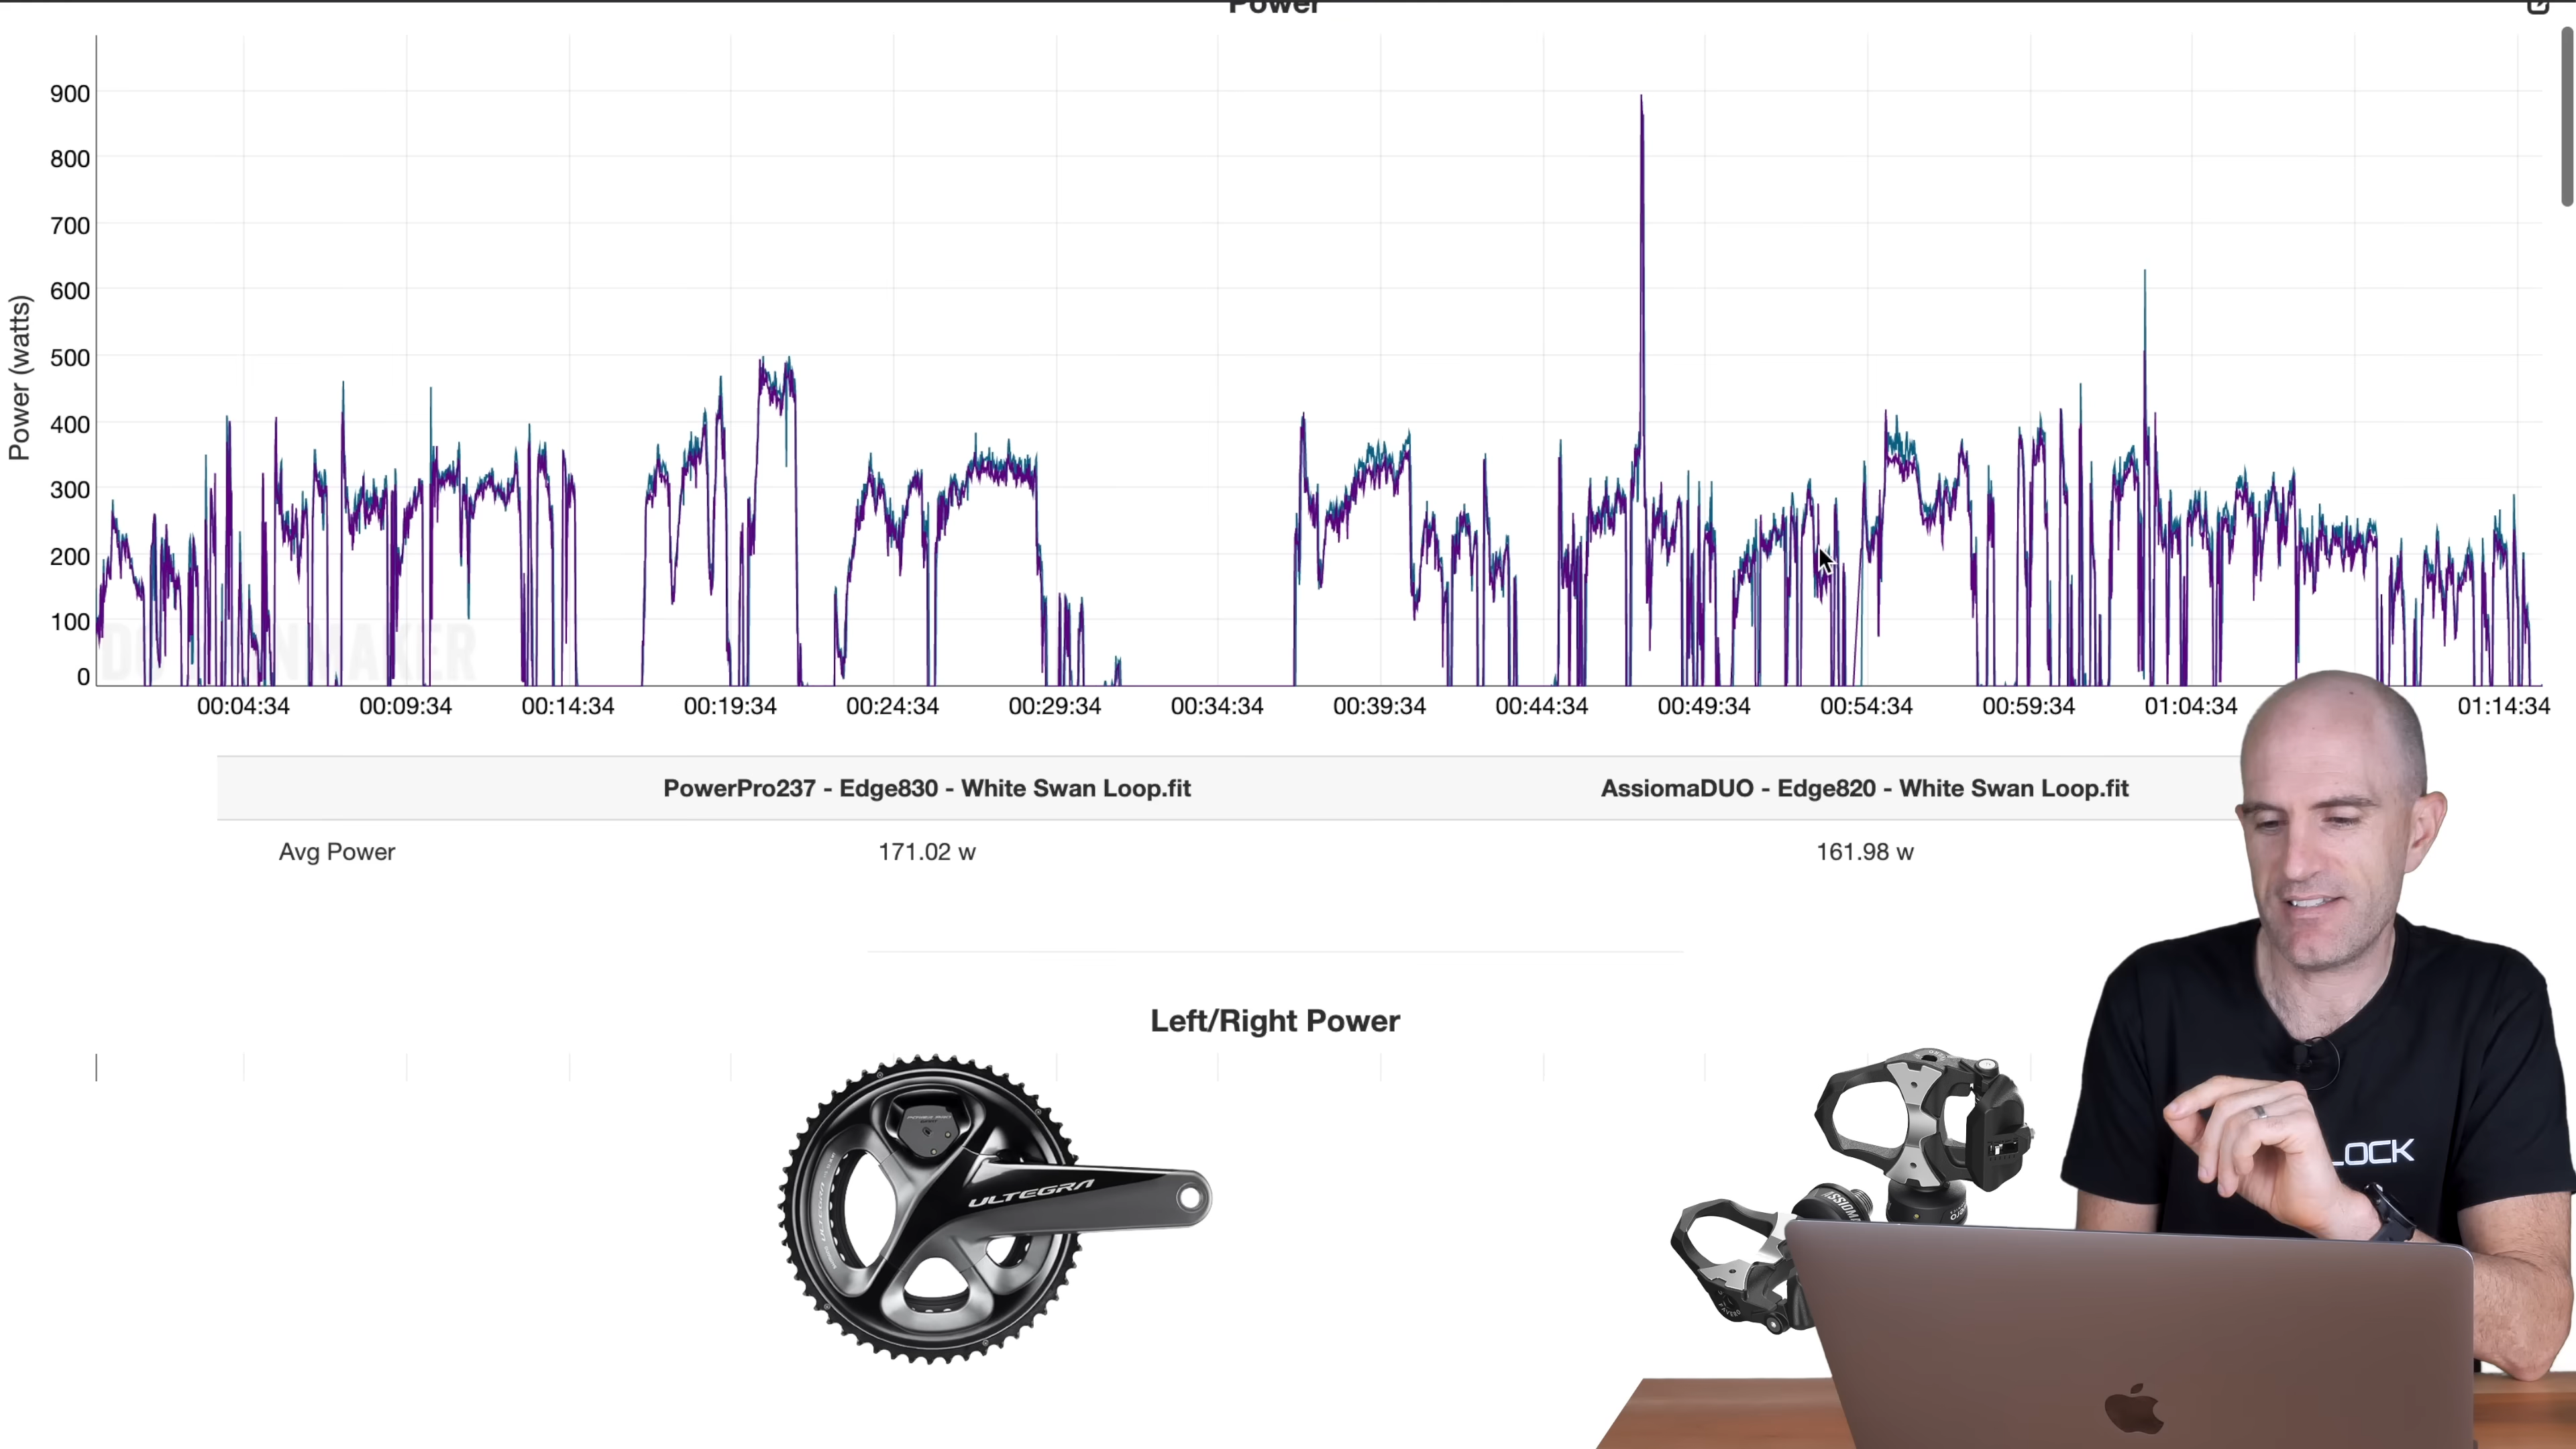 Power
900
800
700
600
500
400
300
200
100
0
Power (watts)
00:04:34
00:09:34
00:14:34
00:19:34
00:24:34
00:29:34
00:34:34
00:39:34
00:44:34
00:49:34
00:54:34
00:59:34
01:04:34
01:14:34
PowerPro237 - Edge830 - White Swan Loop.fit
AssiomaDUO - Edge820 - White Swan Loop.fit
Avg Power
171.02 w
161.98 w
Left/Right Power
ULTEGRA
LOCK